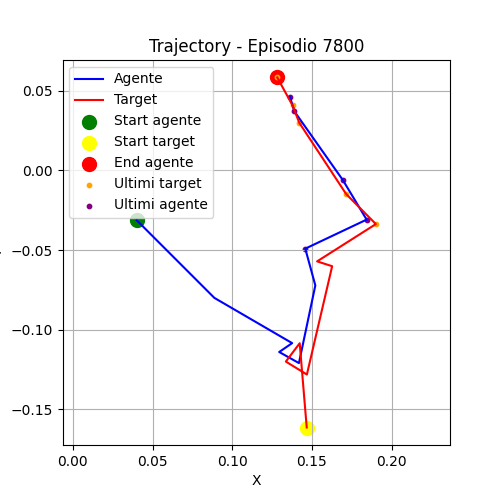 Trajectory - Episodio 7800
Agente
Target
Start agente
Start target
End agente
Ultimi target
Ultimi agente
0.05
0.00
−0.05
−0.10
−0.15
0.00
0.05
0.10
0.15
0.20
X